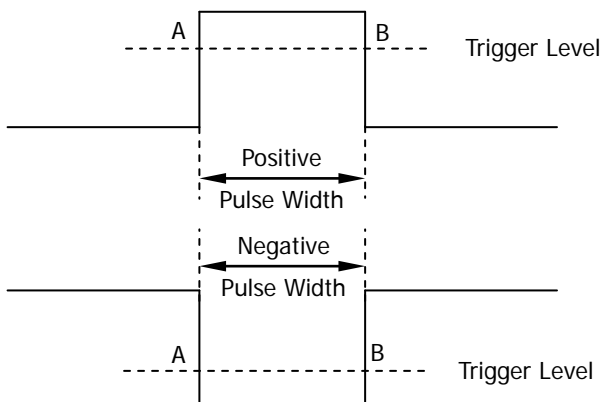 A B Trigger Level
Positive
Pulse Width
Negative
Pulse Width
A B Trigger Level